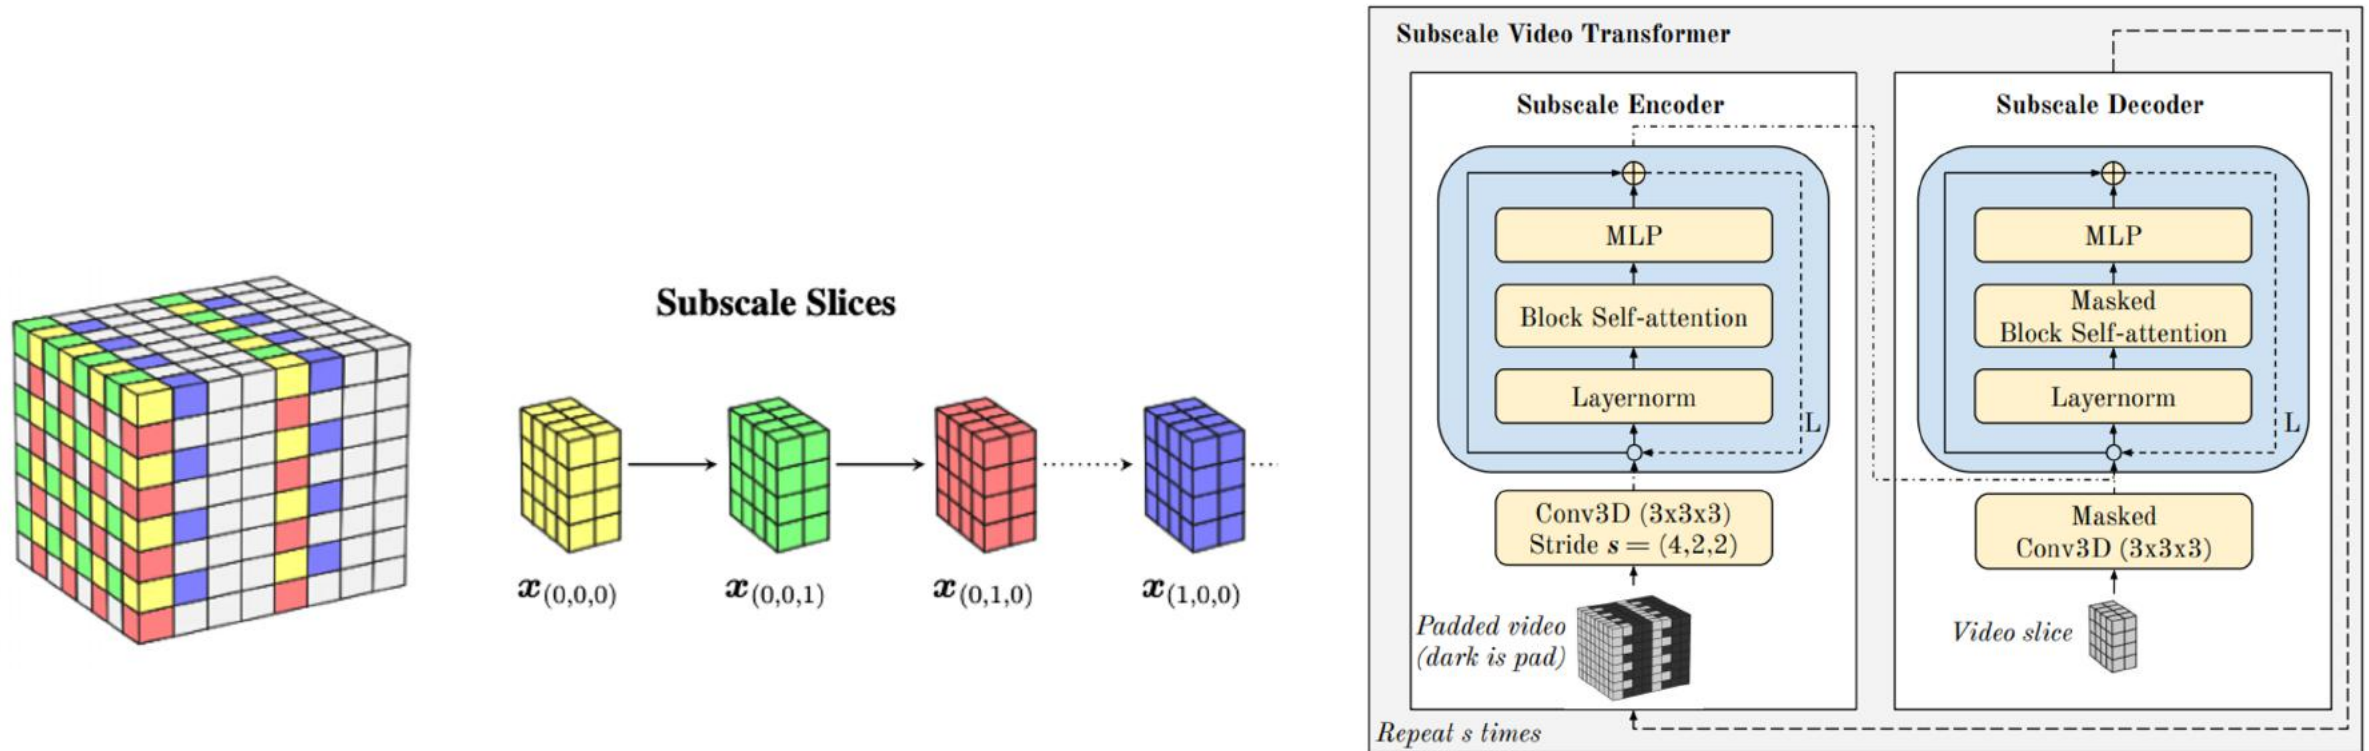 Subscale Slices
x(0,0,0)
x(0,0,1)
x(0,1,0)
x(1,0,0)
Subscale Video Transformer
Subscale Encoder
MLP
Block Self-attention
Layernorm
L
Conv3D (3x3x3)
Stride s = (4,2,2)
Padded video
(dark is pad)
Subscale Decoder
MLP
Masked
Block Self-attention
Layernorm
L
Masked
Conv3D (3x3x3)
Video slice
Repeat s times